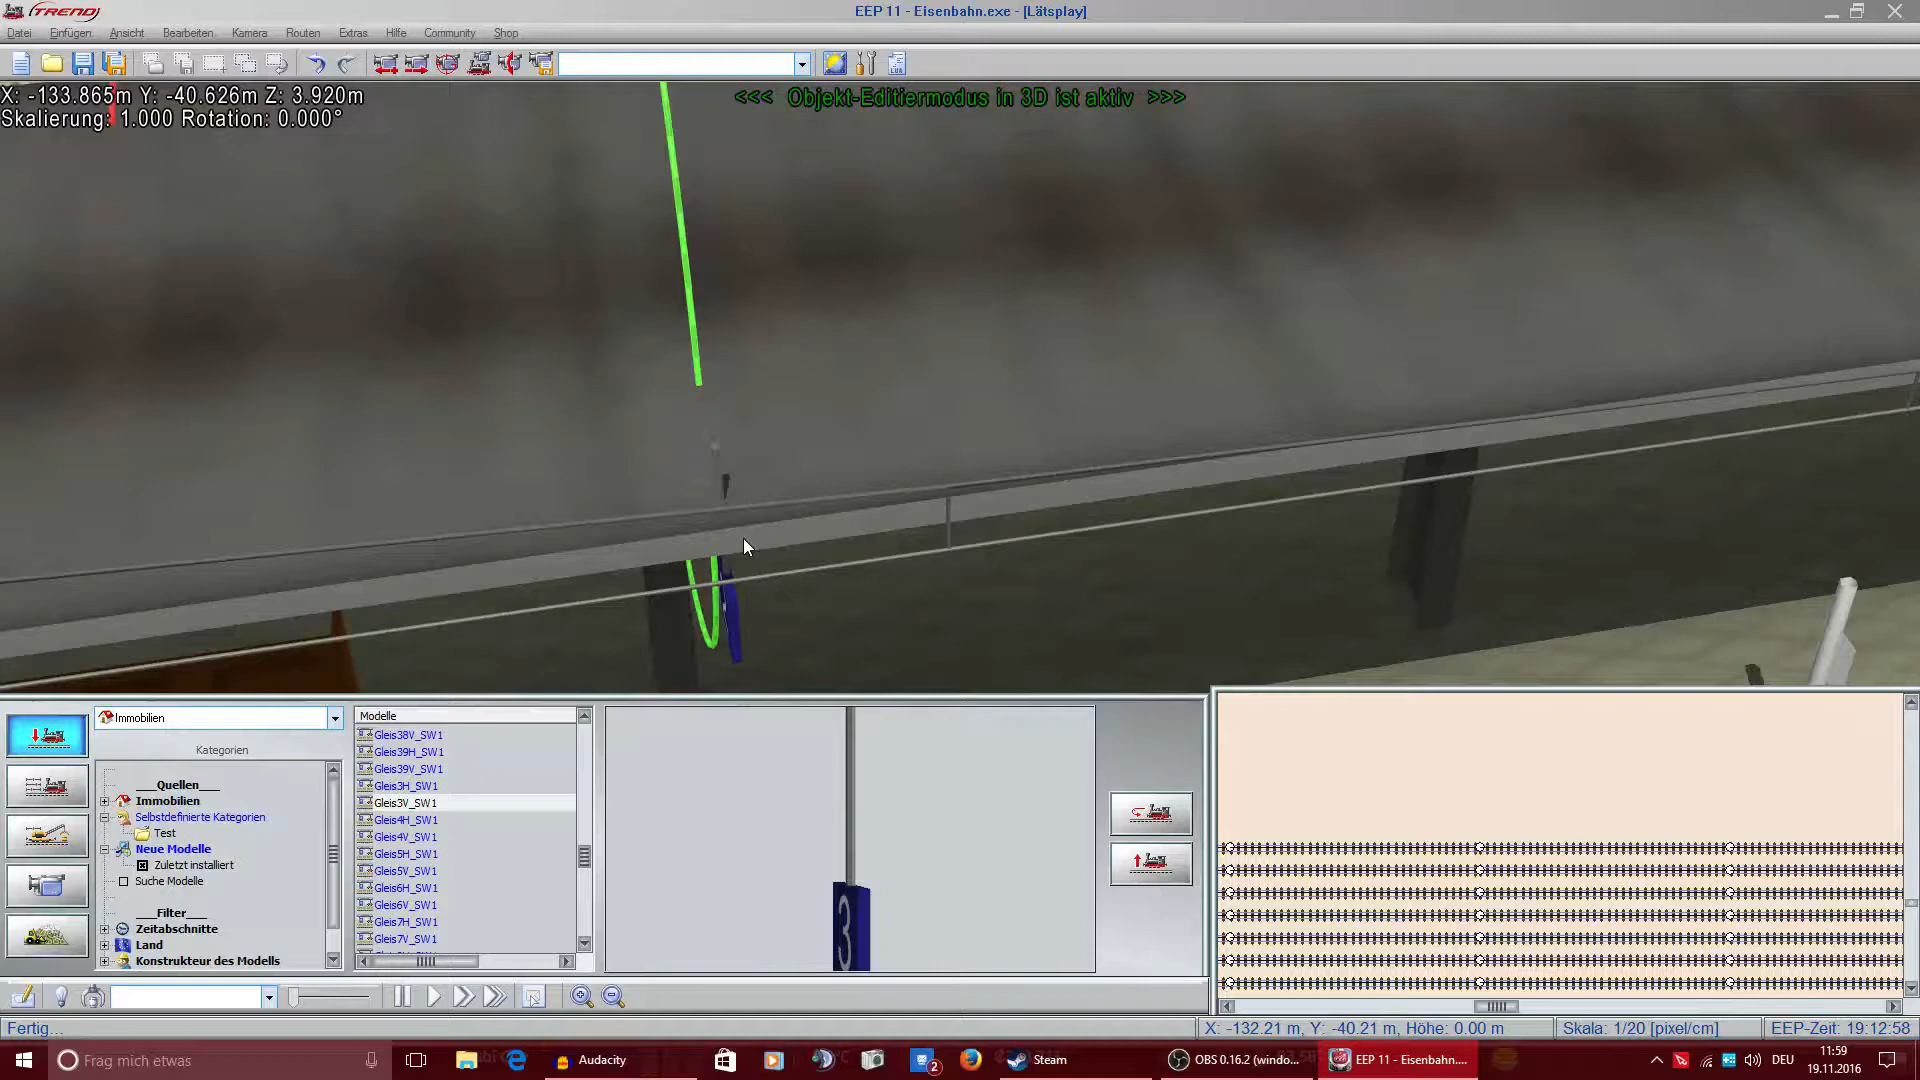 TREND
EEP 11 - Eisenbahn.exe - [Lätsplay]
Datei Einfügen Ansicht Bearbeiten Kamera Routen Extras Hilfe Community Shop
X: -133.865m Y: -40.626m Z: 3.920m
Skalierung: 1.000 Rotation: 0.000°
<<< Objekt-Editiermodus in 3D ist aktiv >>>
Immobilien
Kategorien
___Quellen___
Immobilien
Selbstdefinierte Kategorien
Test
Neue Modelle
Zuletzt installiert
Suche Modelle
___Filter___
Zeitabschnitte
Land
Konstrukteur des Modells
Modelle
Gleis38V_SW1
Gleis39H_SW1
Gleis39V_SW1
Gleis3H_SW1
Gleis3V_SW1
Gleis4H_SW1
Gleis4V_SW1
Gleis5H_SW1
Gleis5V_SW1
Gleis6H_SW1
Gleis6V_SW1
Gleis7H_SW1
Gleis7V_SW1
3
Fertig...
X: -132.21 m, Y: -40.21 m, Höhe: 0.00 m
Skala: 1/20 [pixel/cm]
EEP-Zeit: 19:12:58
Frag mich etwas
Audacity
2
Steam
OBS 0.16.2 (windo...
EEP 11 - Eisenbahn....
DEU
11:59
19.11.2016